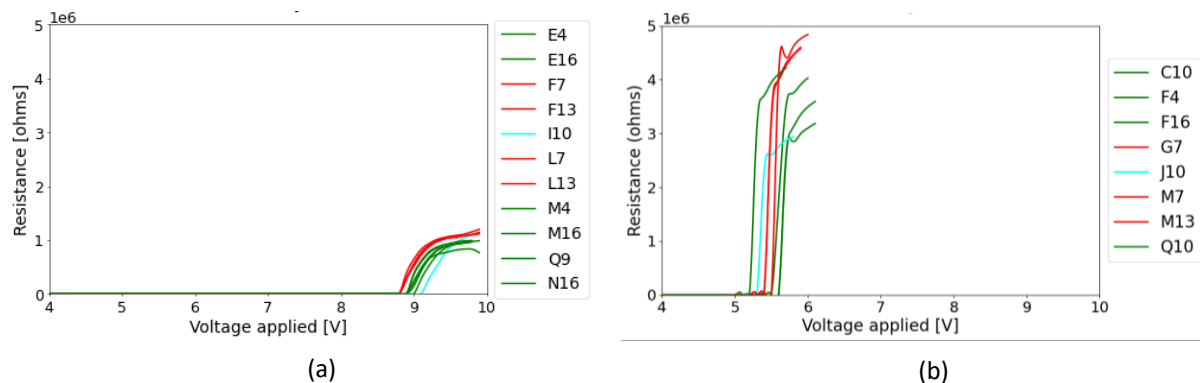 1e6
5
4
3
2
1
0
Resistance [ohms]
4 5 6 7 8 9 10
Voltage applied [V]
E4
E16
F7
F13
I10
L7
L13
M4
M16
Q9
N16
(a)
1e6
5
4
3
2
1
0
Resistance (ohms)
4 5 6 7 8 9 10
Voltage applied [V]
C10
F4
F16
G7
J10
M7
M13
Q10
(b)